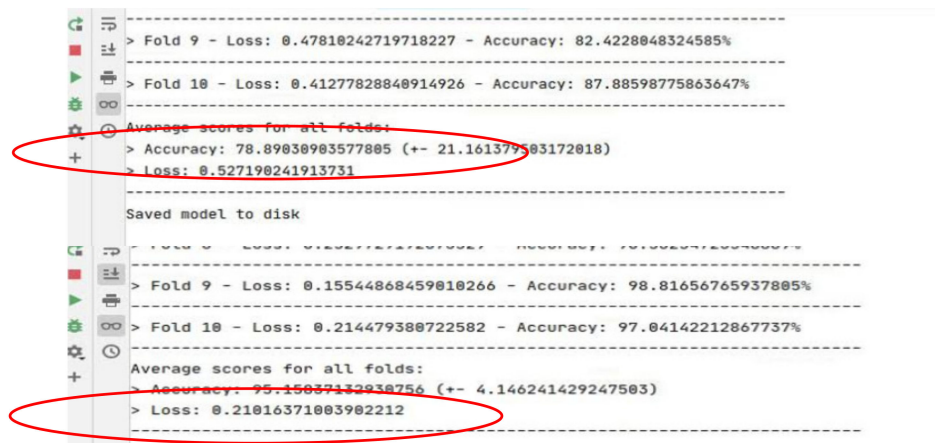 > Fold 9 - Loss: 0.47810242719718227 - Accuracy: 82.4228048324585%
> Fold 10 - Loss: 0.41277828840914926 - Accuracy: 87.88598775863647%
Average scores for all folds:
> Accuracy: 78.89030903577805 (+- 21.161379503172018)
> Loss: 0.527190241913731
Saved model to disk
> Fold 9 - Loss: 0.15544868459010266 - Accuracy: 98.81656765937805%
> Fold 10 - Loss: 0.214479380722582 - Accuracy: 97.04142212867737%
Average scores for all folds:
> Accuracy: 95.15837132930756 (+- 4.146241429247503)
> Loss: 0.21016371003902212